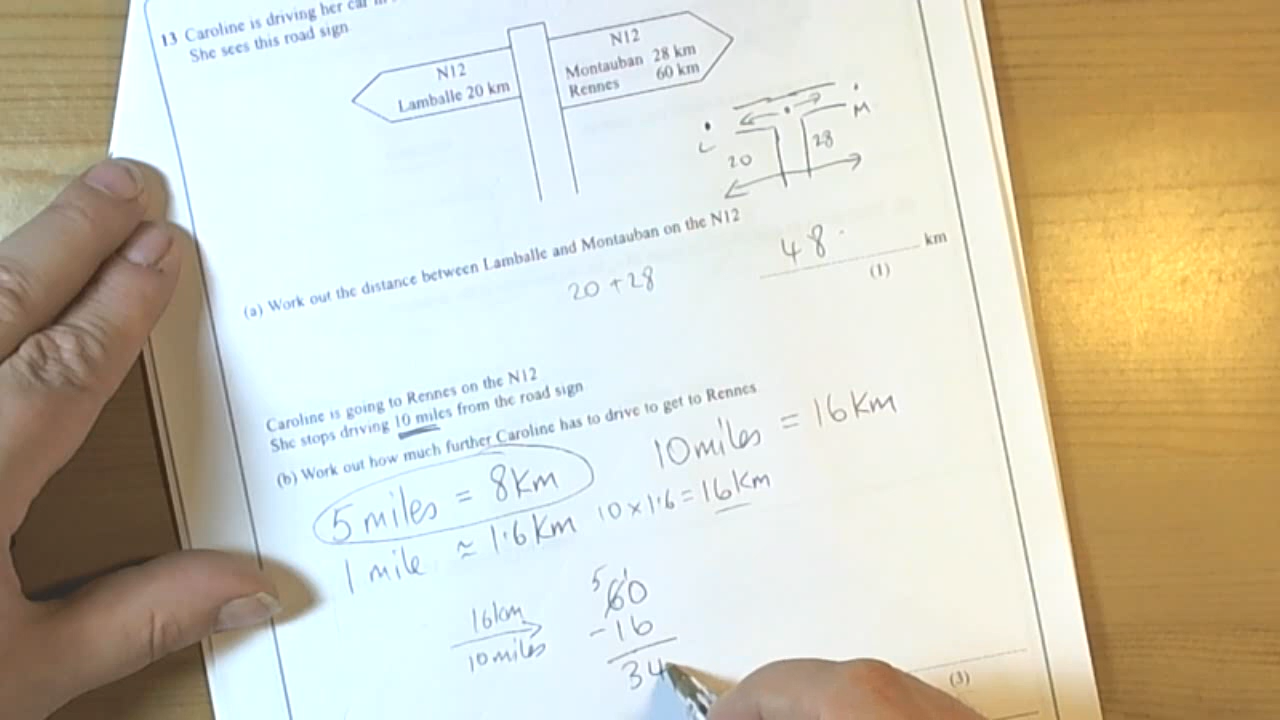 13 Caroline is driving her car in
She sees this road sign
N12
Lamballe 20 km
N12
Montauban 28 km
Rennes 60 km
L
M
20
28
(a) Work out the distance between Lamballe and Montauban on the N12
20 + 28
48
km
(1)
Caroline is going to Rennes on the N12
She stops driving 10 miles from the road sign
(b) Work out how much further Caroline has to drive to get to Rennes
10 miles = 16 Km
5 miles = 8 Km
1 mile ≈ 1.6 Km
10 × 1.6 = 16 Km
16 km
10 miles
5 1
60
- 16
34
(3)